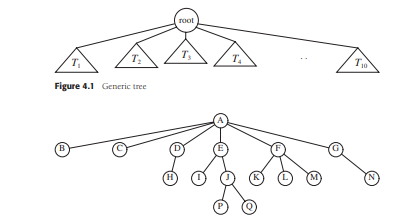 root
T1 T2 T3 T4 .. T10
Figure 4.1 Generic tree
A
B C D E F G
H I J K L M N
P Q